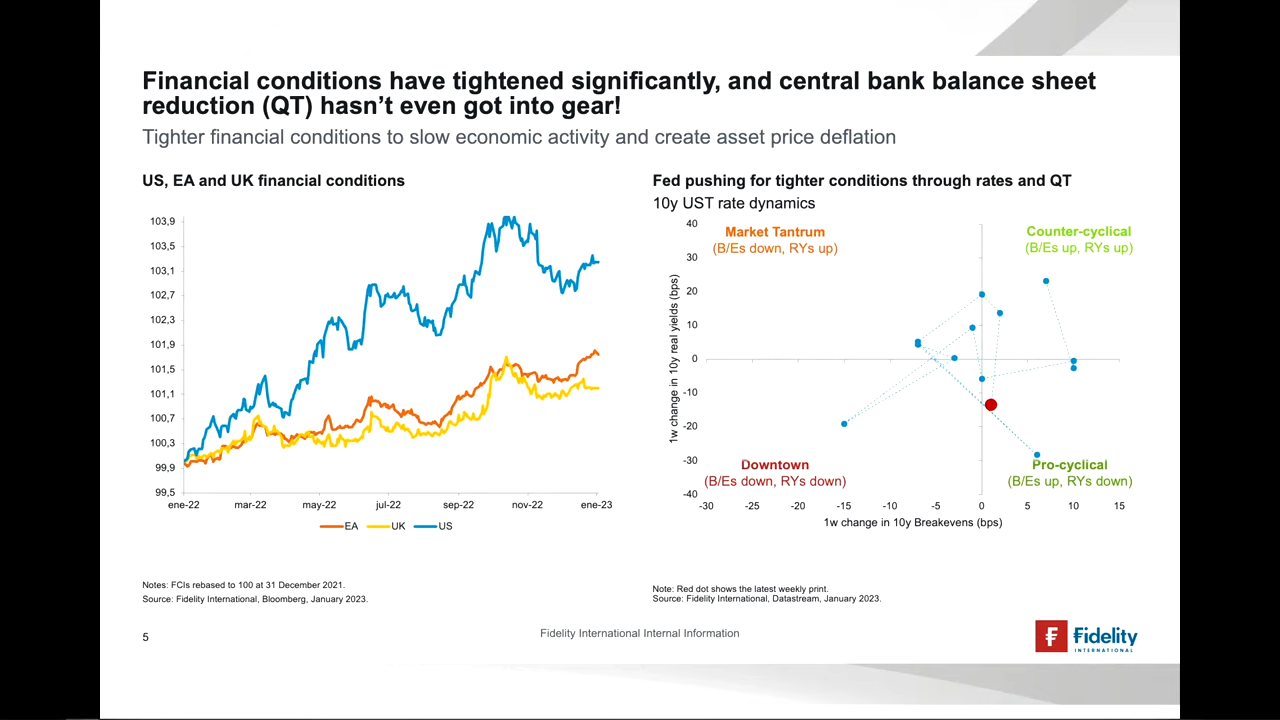 Financial conditions have tightened significantly, and central bank balance sheet
reduction (QT) hasn’t even got into gear!
Tighter financial conditions to slow economic activity and create asset price deflation
US, EA and UK financial conditions
103,9
103,5
103,1
102,7
102,3
101,9
101,5
101,1
100,7
100,3
99,9
99,5
ene-22 mar-22 may-22 jul-22 sep-22 nov-22 ene-23
EA UK US
Notes: FCIs rebased to 100 at 31 December 2021.
Source: Fidelity International, Bloomberg, January 2023.
Fed pushing for tighter conditions through rates and QT
10y UST rate dynamics
1w change in 10y real yields (bps)
40
30
20
10
0
-10
-20
-30
-40
Market Tantrum
(B/Es down, RYs up)
Counter-cyclical
(B/Es up, RYs up)
Downtown
(B/Es down, RYs down)
Pro-cyclical
(B/Es up, RYs down)
-30 -25 -20 -15 -10 -5 0 5 10 15
1w change in 10y Breakevens (bps)
Note: Red dot shows the latest weekly print.
Source: Fidelity International, Datastream, January 2023.
5
Fidelity International Internal Information
Fidelity
INTERNATIONAL